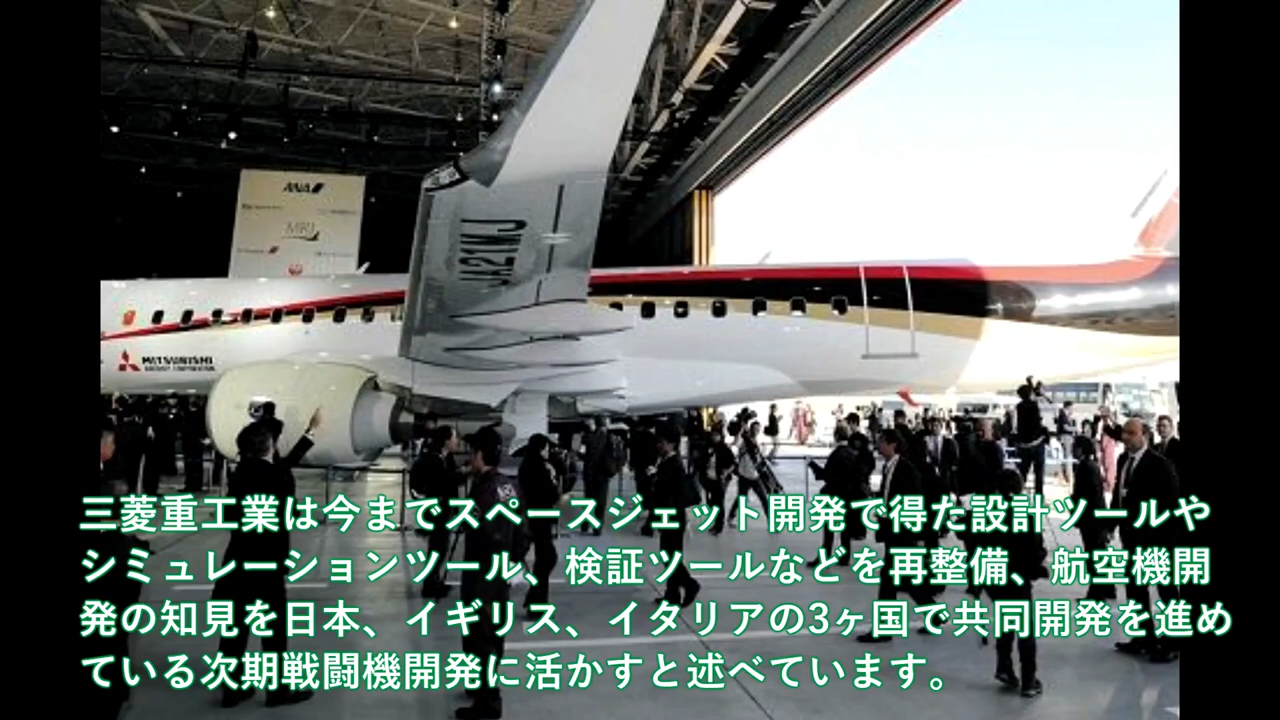 ANA
MRJ
JA21MJ
MITSUBISHI
三菱重工業は今までスペースジェット開発で得た設計ツールや
シミュレーションツール、検証ツールなどを再整備、航空機開
発の知見を日本、イギリス、イタリアの3ヶ国で共同開発を進め
ている次期戦闘機開発に活かすと述べています。